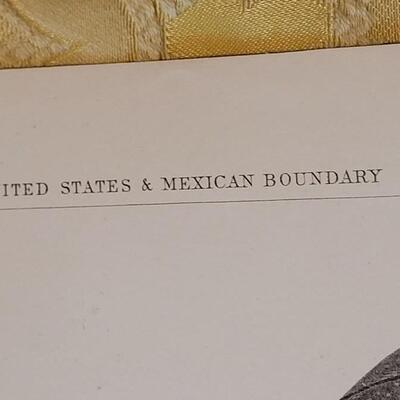 ITED STATES & MEXICAN BOUNDARY